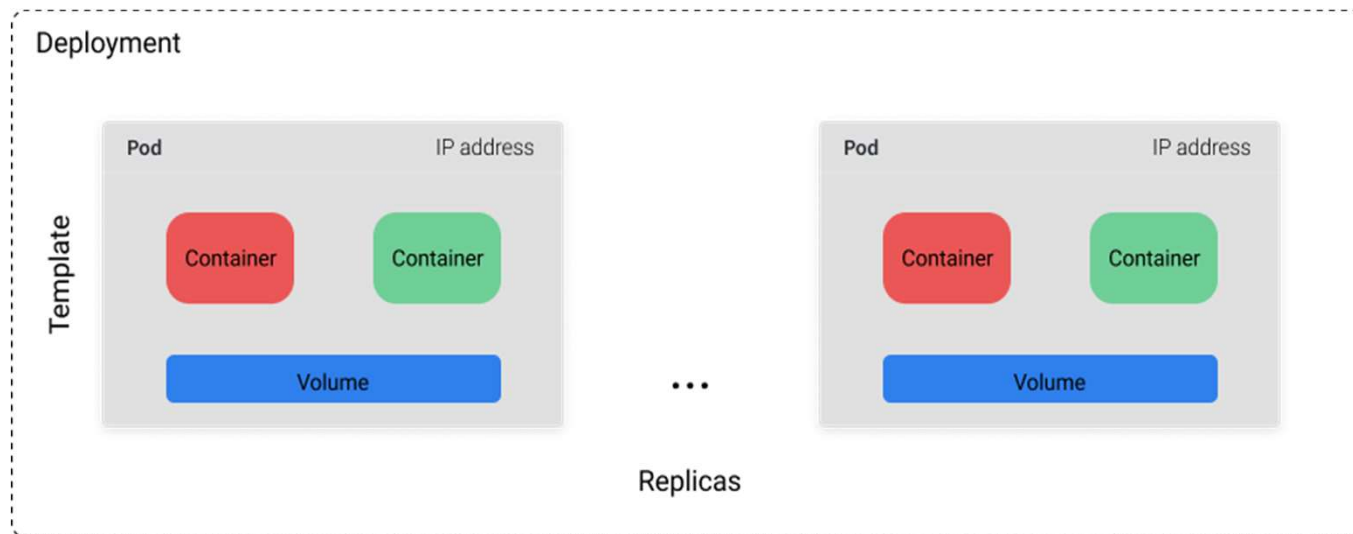 Deployment
Pod IP address
Container Container
Volume
Template
...
Pod IP address
Container Container
Volume
Replicas